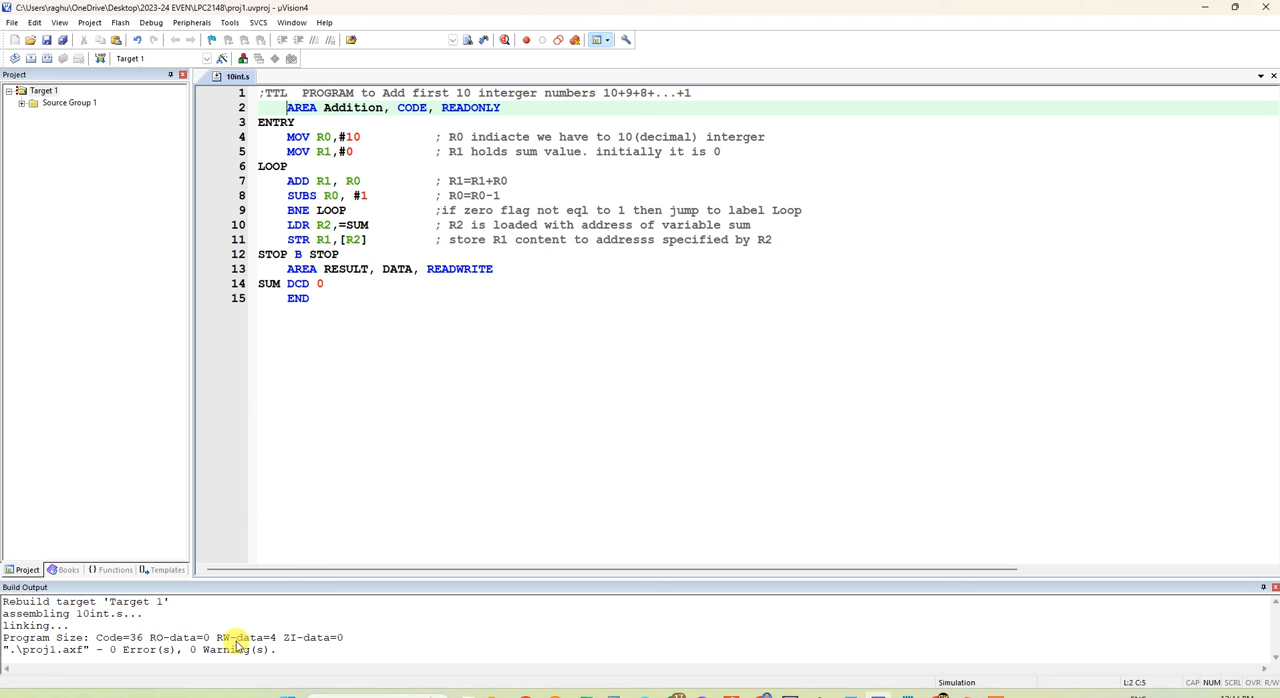 C:\Users\raghu\OneDrive\Desktop\2023-24 EVEN\LPC2148\proj1.uvproj - µVision4
File Edit View Project Flash Debug Peripherals Tools SVCS Window Help
Target 1
Project
10int.s
Target 1
Source Group 1
1 ;TTL PROGRAM to Add first 10 interger numbers 10+9+8+...+1
2 AREA Addition, CODE, READONLY
3 ENTRY
4 MOV R0,#10 ; R0 indiacte we have to 10(decimal) interger
5 MOV R1,#0 ; R1 holds sum value. initially it is 0
6 LOOP
7 ADD R1, R0 ; R1=R1+R0
8 SUBS R0, #1 ; R0=R0-1
9 BNE LOOP ;if zero flag not eql to 1 then jump to label Loop
10 LDR R2,=SUM ; R2 is loaded with address of variable sum
11 STR R1,[R2] ; store R1 content to addresss specified by R2
12 STOP B STOP
13 AREA RESULT, DATA, READWRITE
14 SUM DCD 0
15 END
Project Books {} Functions Templates
Build Output
Rebuild target 'Target 1'
assembling 10int.s...
linking...
Program Size: Code=36 RO-data=0 RW-data=4 ZI-data=0
".\proj1.axf" - 0 Error(s), 0 Warning(s).
Simulation L:2 C:5 CAP NUM SCRL OVR R/W